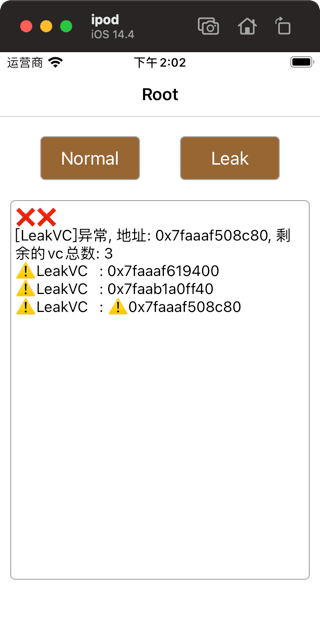 ipod
iOS 14.4
运营商 下午2:02
Root
Normal Leak
❌❌
[LeakVC]异常, 地址: 0x7faaaf508c80, 剩
余的vc总数: 3
⚠️LeakVC : 0x7faaaf619400
⚠️LeakVC : 0x7faab1a0ff40
⚠️LeakVC : ⚠️0x7faaaf508c80